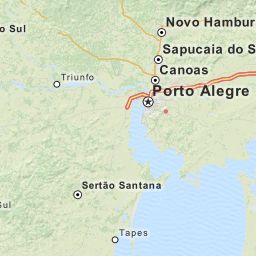 Novo Hambur
o Sul
Sapucaia do S
Canoas
Triunfo
Porto Alegre
Sertão Santana
Sul
Tapes